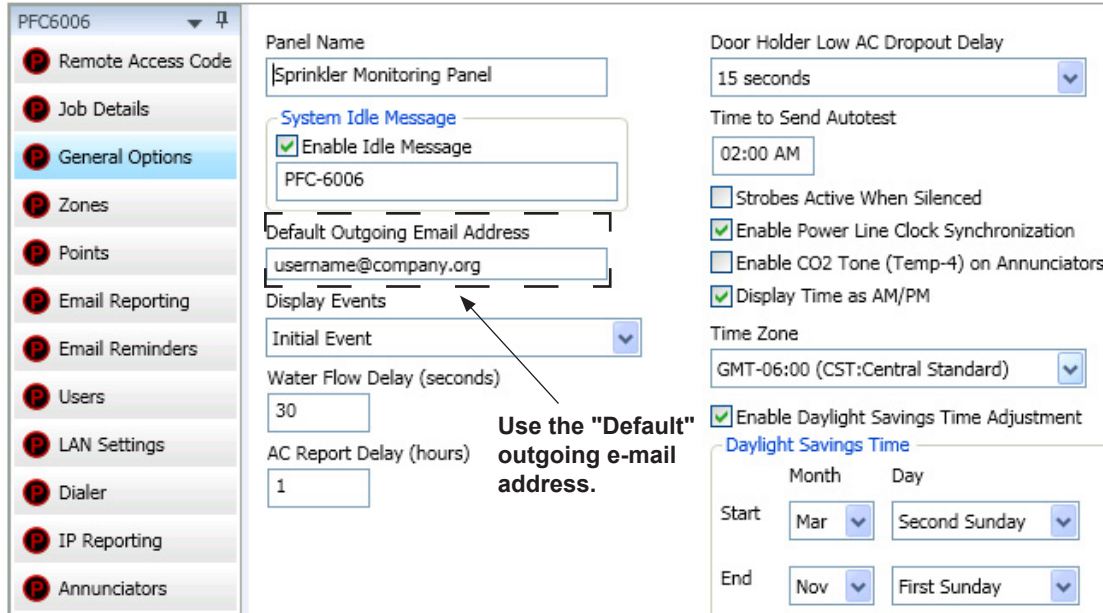 PFC6006
Remote Access Code
Job Details
General Options
Zones
Points
Email Reporting
Email Reminders
Users
LAN Settings
Dialer
IP Reporting
Annunciators
Panel Name
Sprinkler Monitoring Panel
System Idle Message
Enable Idle Message
PFC-6006
Default Outgoing Email Address
username@company.org
Display Events
Initial Event
Water Flow Delay (seconds)
30
AC Report Delay (hours)
1
Use the "Default"
outgoing e-mail
address.
Door Holder Low AC Dropout Delay
15 seconds
Time to Send Autotest
02:00 AM
Strobes Active When Silenced
Enable Power Line Clock Synchronization
Enable CO2 Tone (Temp-4) on Annunciators
Display Time as AM/PM
Time Zone
GMT-06:00 (CST:Central Standard)
Enable Daylight Savings Time Adjustment
Daylight Savings Time
Month Day
Start Mar Second Sunday
End Nov First Sunday